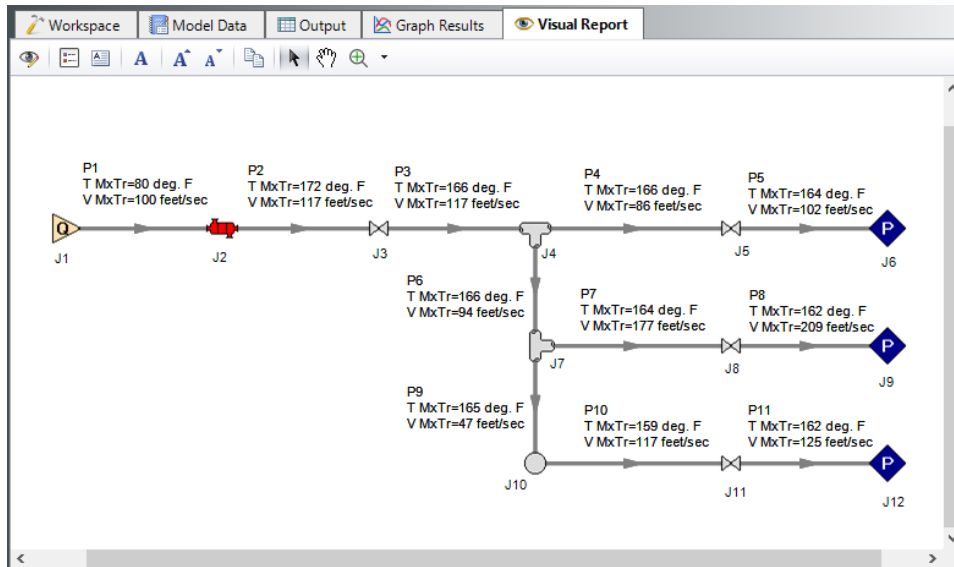 Workspace Model Data Output Graph Results Visual Report
A A A
P1
T MxTr=80 deg. F
V MxTr=100 feet/sec
P2
T MxTr=172 deg. F
V MxTr=117 feet/sec
P3
T MxTr=166 deg. F
V MxTr=117 feet/sec
P4
T MxTr=166 deg. F
V MxTr=86 feet/sec
P5
T MxTr=164 deg. F
V MxTr=102 feet/sec
Q
P
J1
J2
J3
J4
J5
J6
P6
T MxTr=166 deg. F
V MxTr=94 feet/sec
P7
T MxTr=164 deg. F
V MxTr=177 feet/sec
P8
T MxTr=162 deg. F
V MxTr=209 feet/sec
P
J7
J8
J9
P9
T MxTr=165 deg. F
V MxTr=47 feet/sec
P10
T MxTr=159 deg. F
V MxTr=117 feet/sec
P11
T MxTr=162 deg. F
V MxTr=125 feet/sec
P
J10
J11
J12